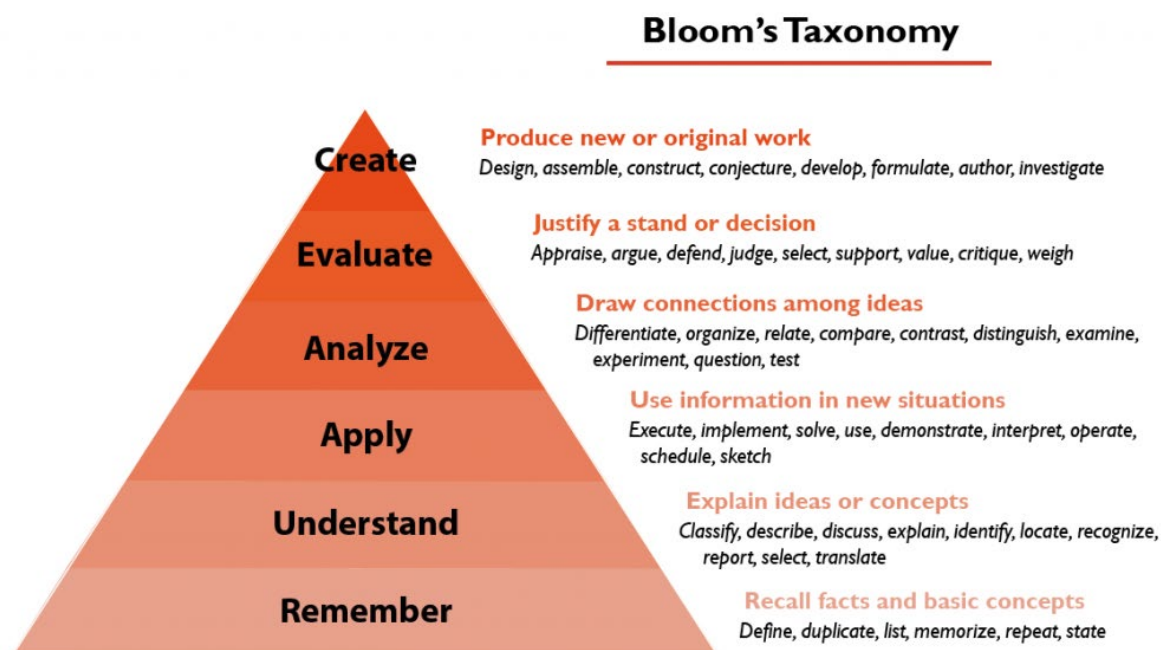 Bloom's Taxonomy
Create
Produce new or original work
Design, assemble, construct, conjecture, develop, formulate, author, investigate
Evaluate
Justify a stand or decision
Appraise, argue, defend, judge, select, support, value, critique, weigh
Analyze
Draw connections among ideas
Differentiate, organize, relate, compare, contrast, distinguish, examine,
experiment, question, test
Apply
Use information in new situations
Execute, implement, solve, use, demonstrate, interpret, operate,
schedule, sketch
Understand
Explain ideas or concepts
Classify, describe, discuss, explain, identify, locate, recognize,
report, select, translate
Remember
Recall facts and basic concepts
Define, duplicate, list, memorize, repeat, state